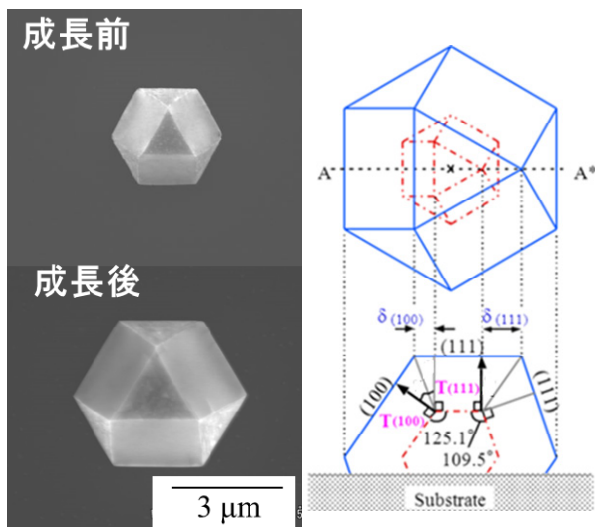 成長前
成長後
3 μm
A
A*
δ (100)
δ (111)
(111)
(100)
T(111)
(111)
T(100)
125.1°
109.5°
Substrate